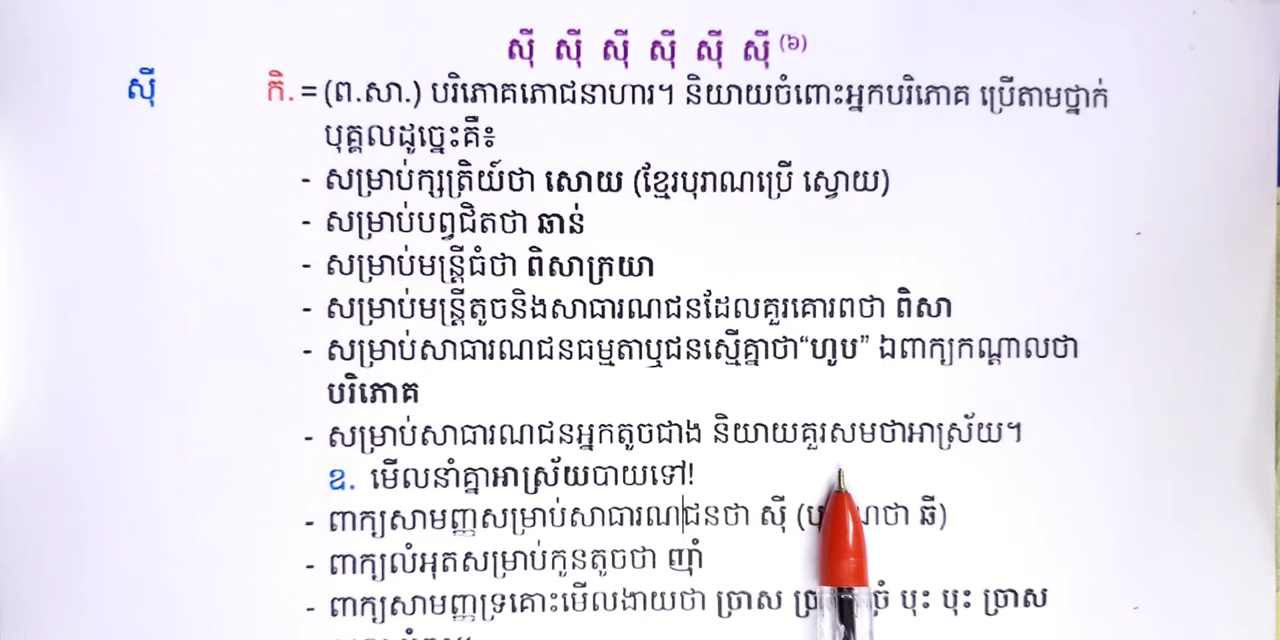 ស៊ី ស៊ី ស៊ី ស៊ី ស៊ី ស៊ី (៦)
ស៊ី កិ. = (ព.សា.) បរិភោគភោជនាហារ។ និយាយចំពោះអ្នកបរិភោគ ប្រើតាមថ្នាក់
បុគ្គលដូច្នេះគឺ៖
- សម្រាប់ក្សត្រិយ៍ថា សោយ (ខ្មែរបុរាណប្រើ ស្វោយ)
- សម្រាប់បព្វជិតថា ឆាន់
- សម្រាប់មន្ត្រីធំថា ពិសាក្រយា
- សម្រាប់មន្ត្រីតូចនិងសាធារណជនដែលគួរគោរពថា ពិសា
- សម្រាប់សាធារណជនធម្មតាឬជនស្មើគ្នាថា“ហូប” ឯពាក្យកណ្តាលថា
បរិភោគ
- សម្រាប់សាធារណជនអ្នកតូចជាង និយាយគួរសមថាអាស្រ័យ។
ឧ. មើលនាំគ្នាអាស្រ័យបាយទៅ!
- ពាក្យសាមញ្ញសម្រាប់សាធារណជនថា ស៊ី ឆី)
- ពាក្យលំអុតសម្រាប់កូនតូចថា ញ៉ាំ
- ពាក្យសាមញ្ញទ្រគោះមើលងាយថា ច្រាស បុះ បុះ ច្រាស